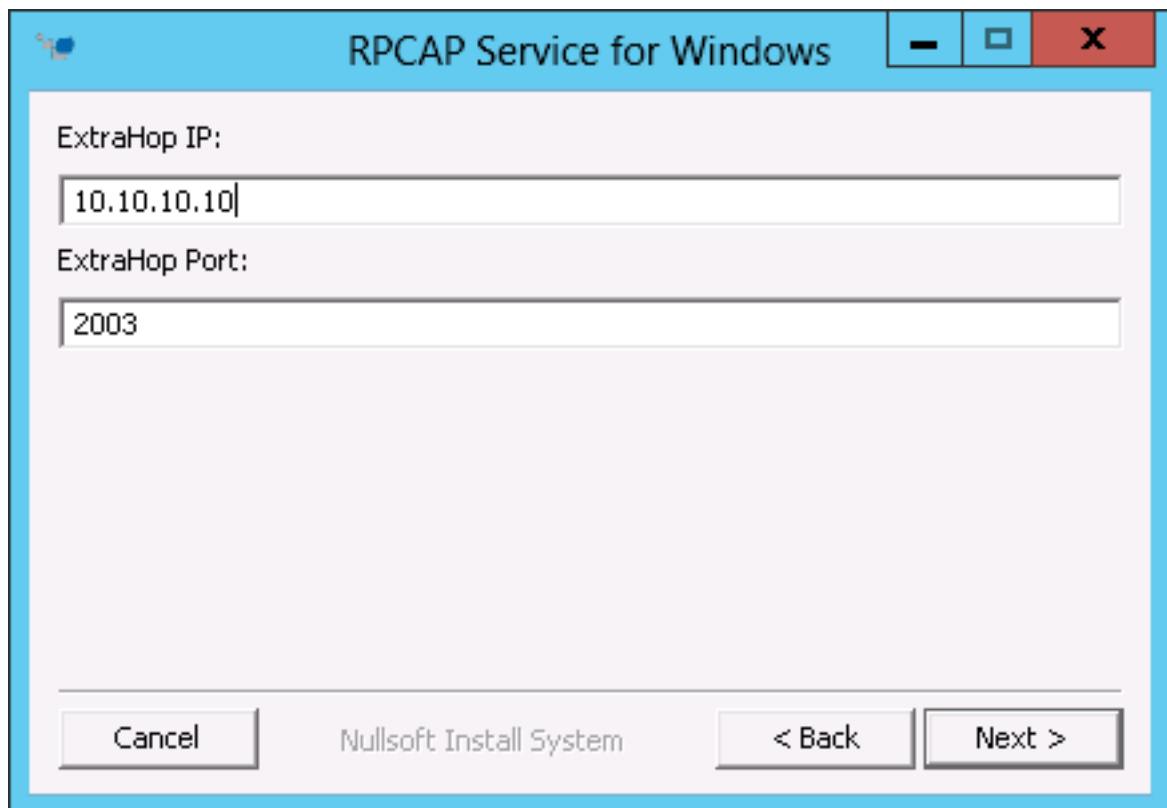 RPCAP Service for Windows
ExtraHop IP:
10.10.10.10
ExtraHop Port:
2003
Cancel
Nullsoft Install System
< Back
Next >